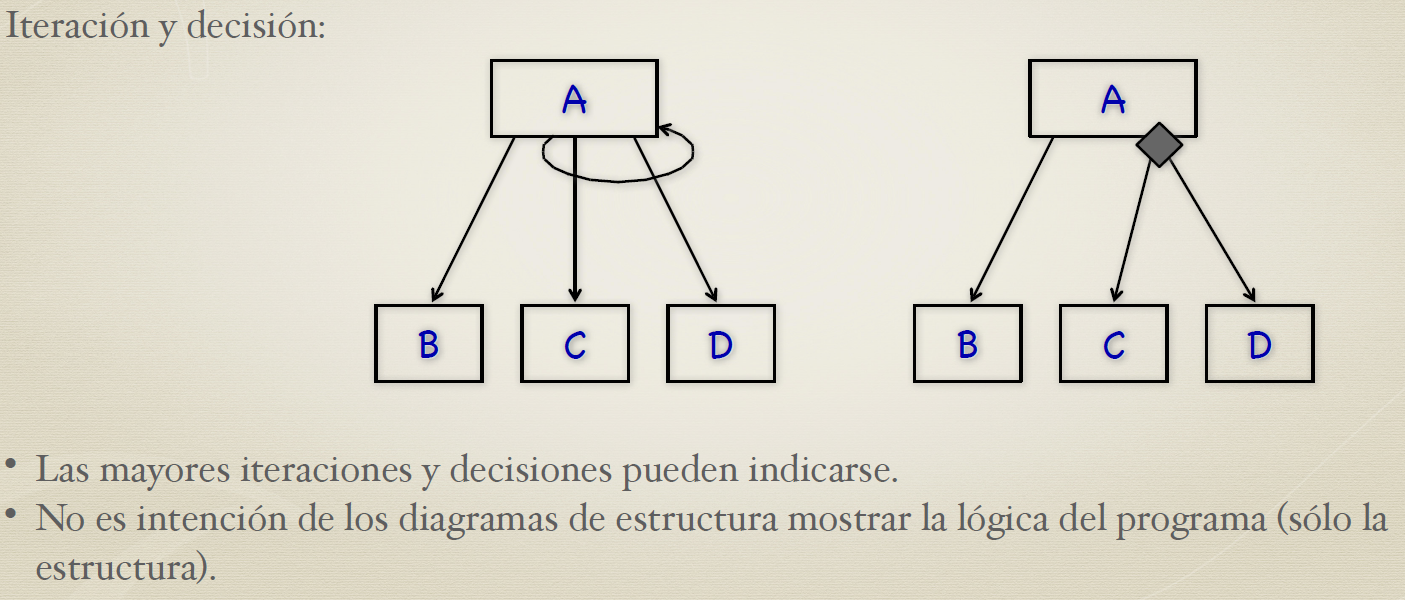 Iteración y decisión:
A
A
B
C
D
B
C
D
• Las mayores iteraciones y decisiones pueden indicarse.
• No es intención de los diagramas de estructura mostrar la lógica del programa (sólo la
estructura).